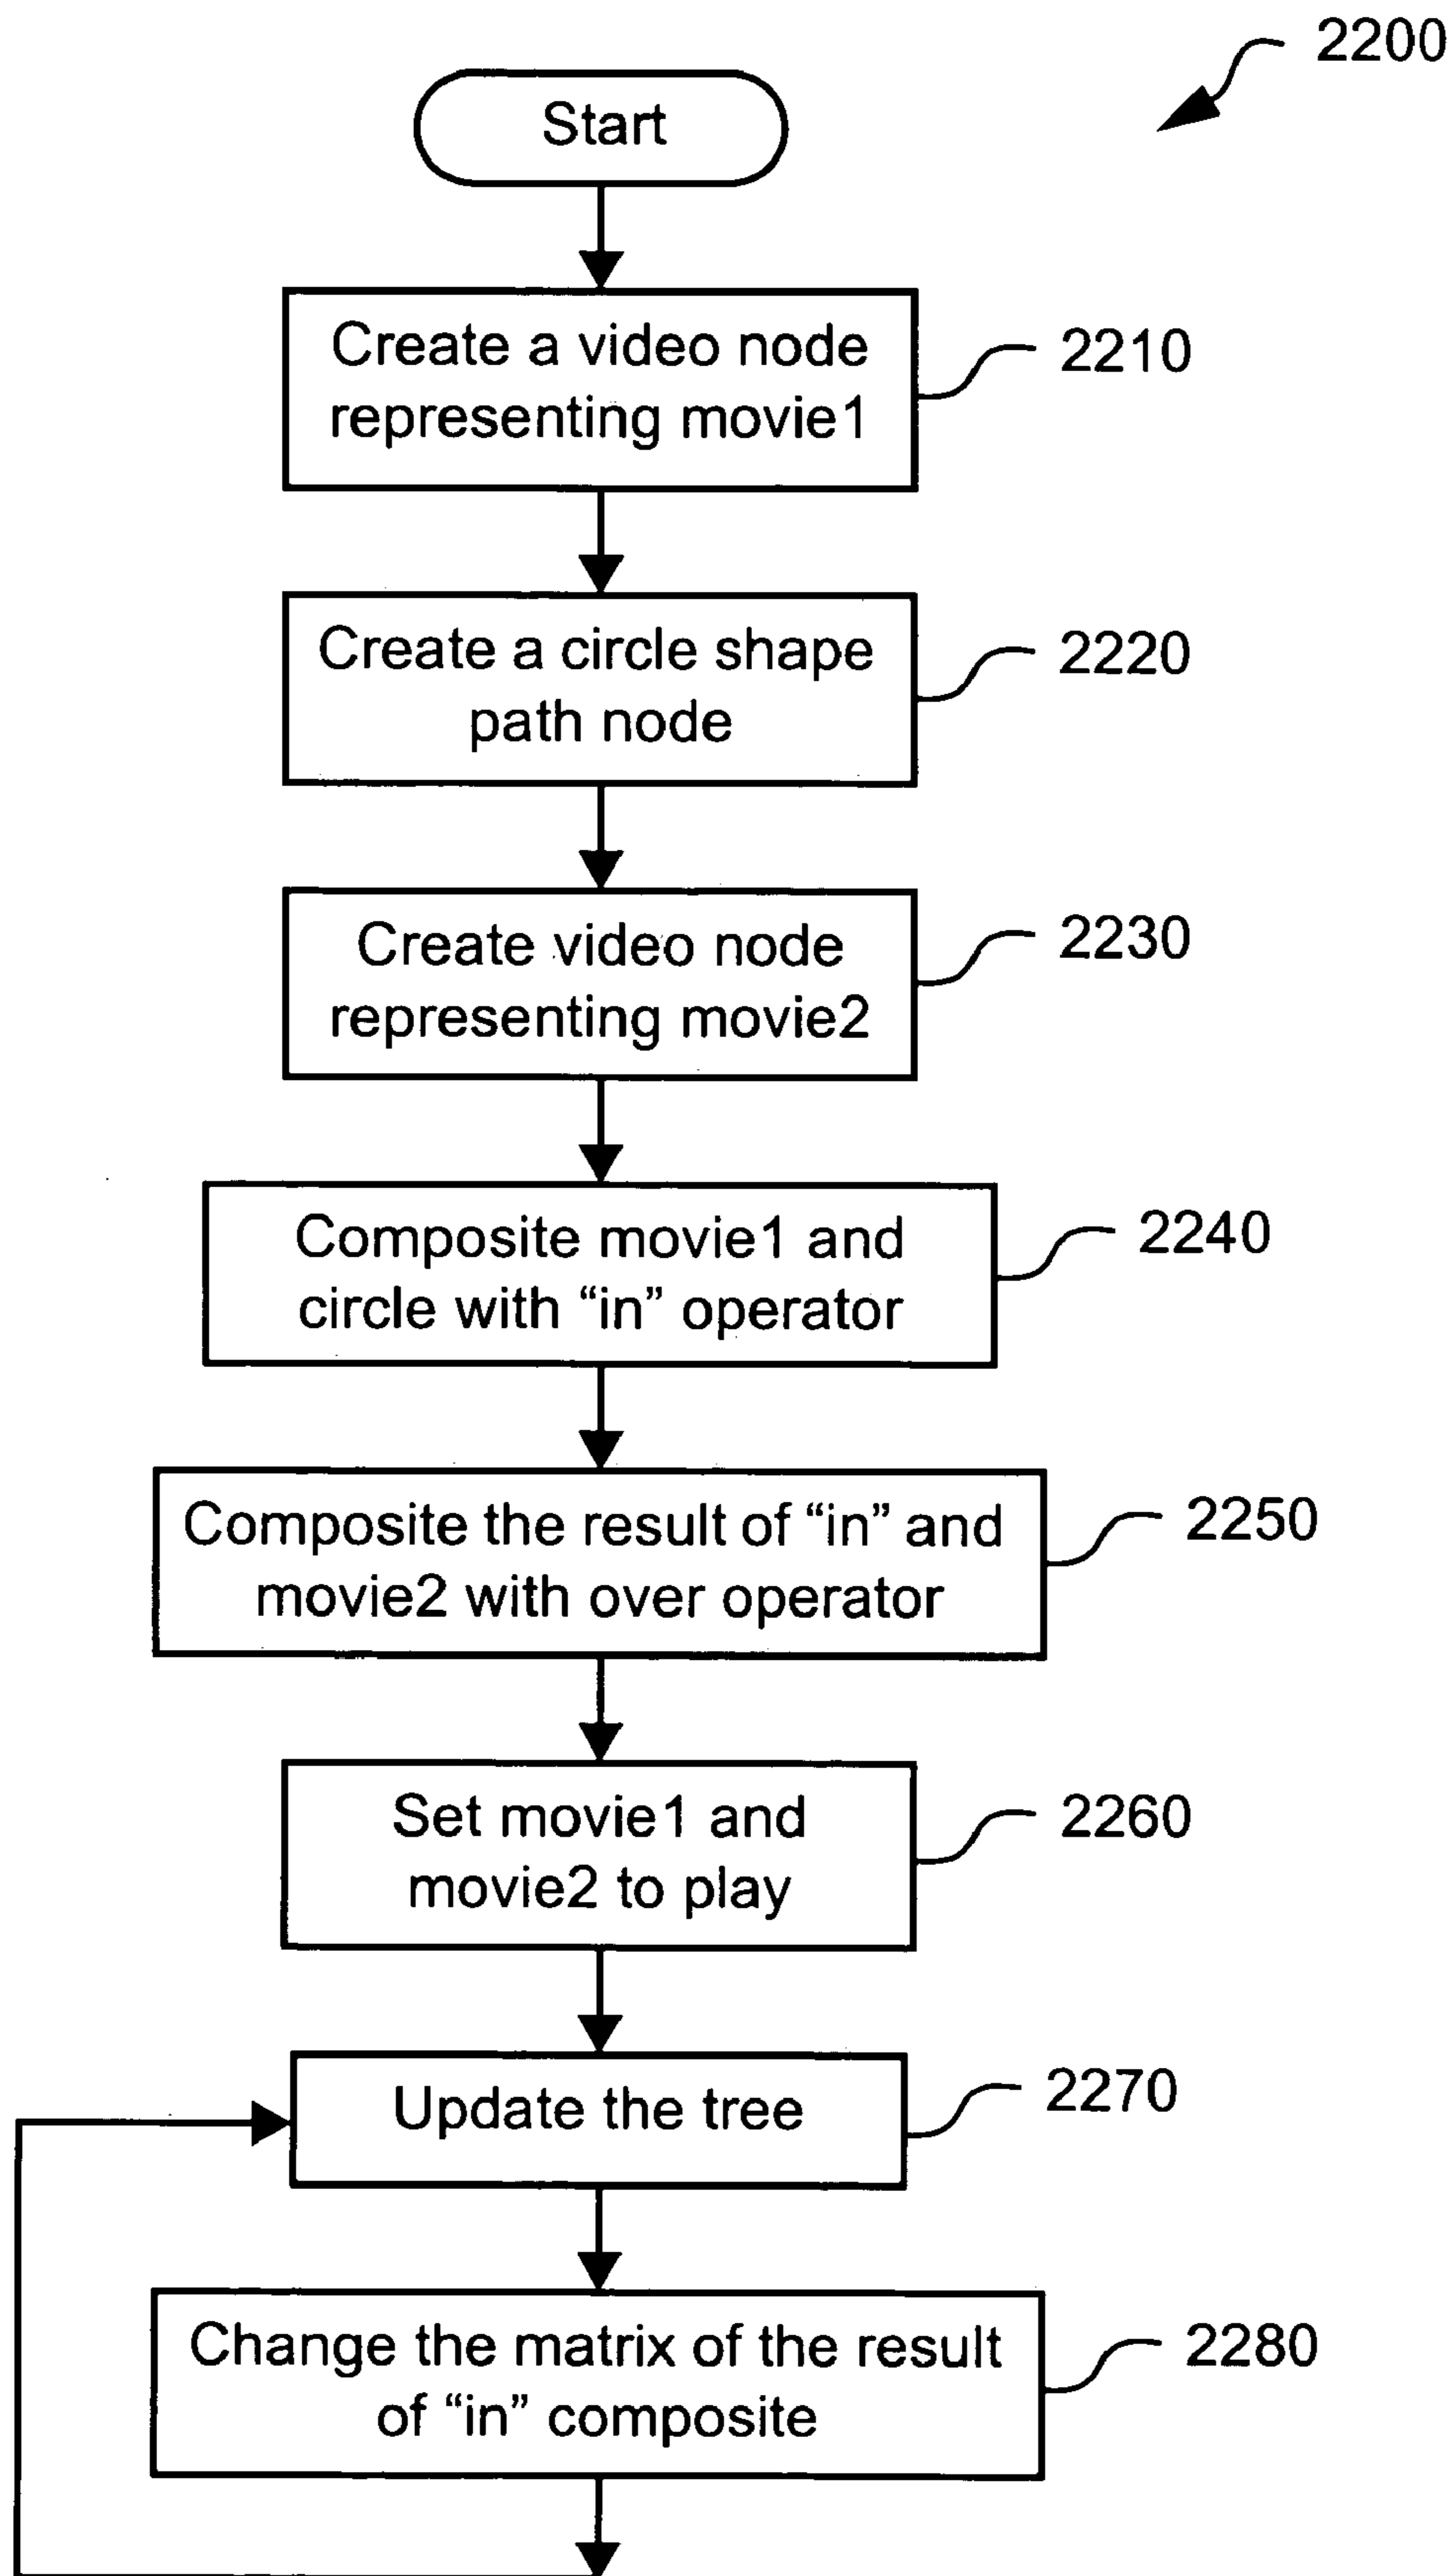 2200
Start
Create a video node
representing movie1
2210
Create a circle shape
path node
2220
Create video node
representing movie2
2230
Composite movie1 and
circle with “in” operator
2240
Composite the result of “in” and
movie2 with over operator
2250
Set movie1 and
movie2 to play
2260
Update the tree
2270
Change the matrix of the result
of “in” composite
2280